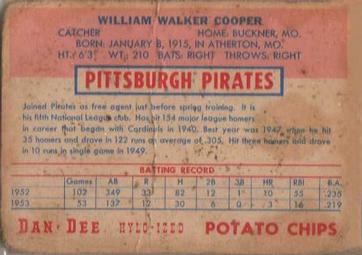 WILLIAM WALKER COOPER
CATCHER HOME: BUCKNER, MO.
BORN: JANUARY 8, 1915, IN ATHERTON, MO.
HT.: 6'3" WT.: 210 BATS: RIGHT THROWS: RIGHT
PITTSBURGH PIRATES
Joined Pirates as free agent just before spring training. It is
his fifth National League club. Has hit 154 major league homers
in career that began with Cardinals in 1940. Best year was 1947 when he hit
35 homers and drove in 122 runs on average of .305. Hit three homers and drove
in 10 runs in single game in 1949.
BATTING RECORD
Games AB R H 2B 3B HR RBI B.A.
1952 102 349 33 82 12 1 10 55 .235
1953 53 137 12 30 6 0 3 16 .219
DAN-DEE POTATO CHIPS